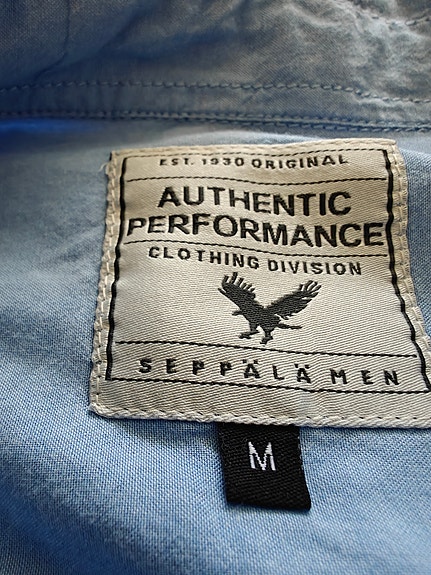 EST. 1930 ORIGINAL
AUTHENTIC
PERFORMANCE
CLOTHING DIVISION
SEPPÄLÄ MEN
M